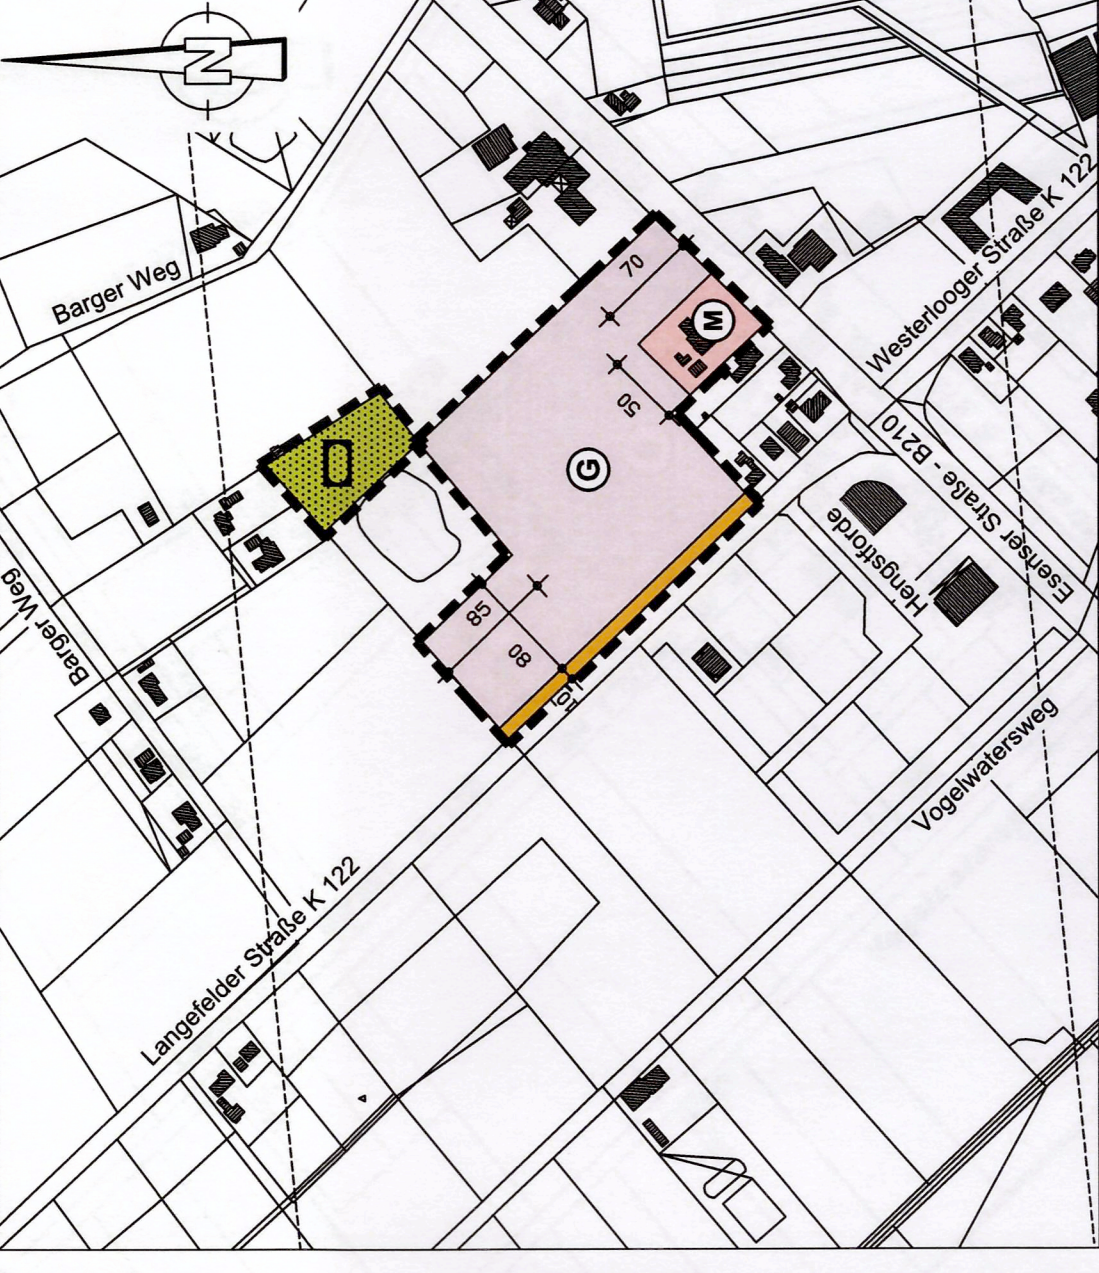 N
Barger Weg
Westerlooger Straße K 122
70
M
50
G
Esenser Straße - B210
Hengstforde
Barger Weg
85
80
10
Vogelwatersweg
Langefelder Straße K 122